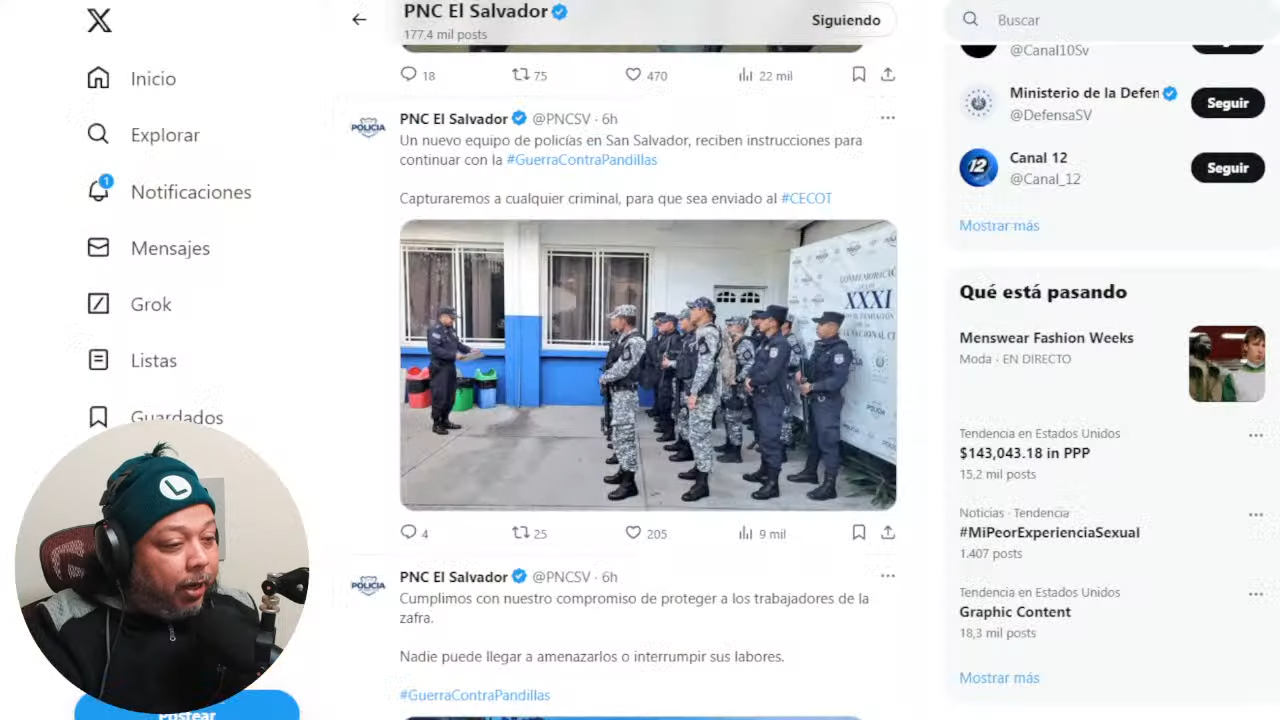 Inicio
Explorar
1
Notificaciones
Mensajes
Grok
Listas
Guardados
L
Postear
PNC El Salvador
177.4 mil posts
Siguiendo
18
75
470
22 mil
POLICIA
PNC El Salvador @PNCSV · 6h
Un nuevo equipo de policías en San Salvador, reciben instrucciones para
continuar con la #GuerraContraPandillas
Capturaremos a cualquier criminal, para que sea enviado al #CECOT
XXXI
4
25
205
9 mil
POLICIA
PNC El Salvador @PNCSV · 6h
Cumplimos con nuestro compromiso de proteger a los trabajadores de la
zafra.
Nadie puede llegar a amenazarlos o interrumpir sus labores.
#GuerraContraPandillas
Buscar
@Canal10Sv
Ministerio de la Defen
@DefensaSV
Seguir
12
Canal 12
@Canal_12
Seguir
Mostrar más
Qué está pasando
Menswear Fashion Weeks
Moda · EN DIRECTO
Tendencia en Estados Unidos
$143,043.18 in PPP
15,2 mil posts
Noticias · Tendencia
#MiPeorExperienciaSexual
1.407 posts
Tendencia en Estados Unidos
Graphic Content
18,3 mil posts
Mostrar más